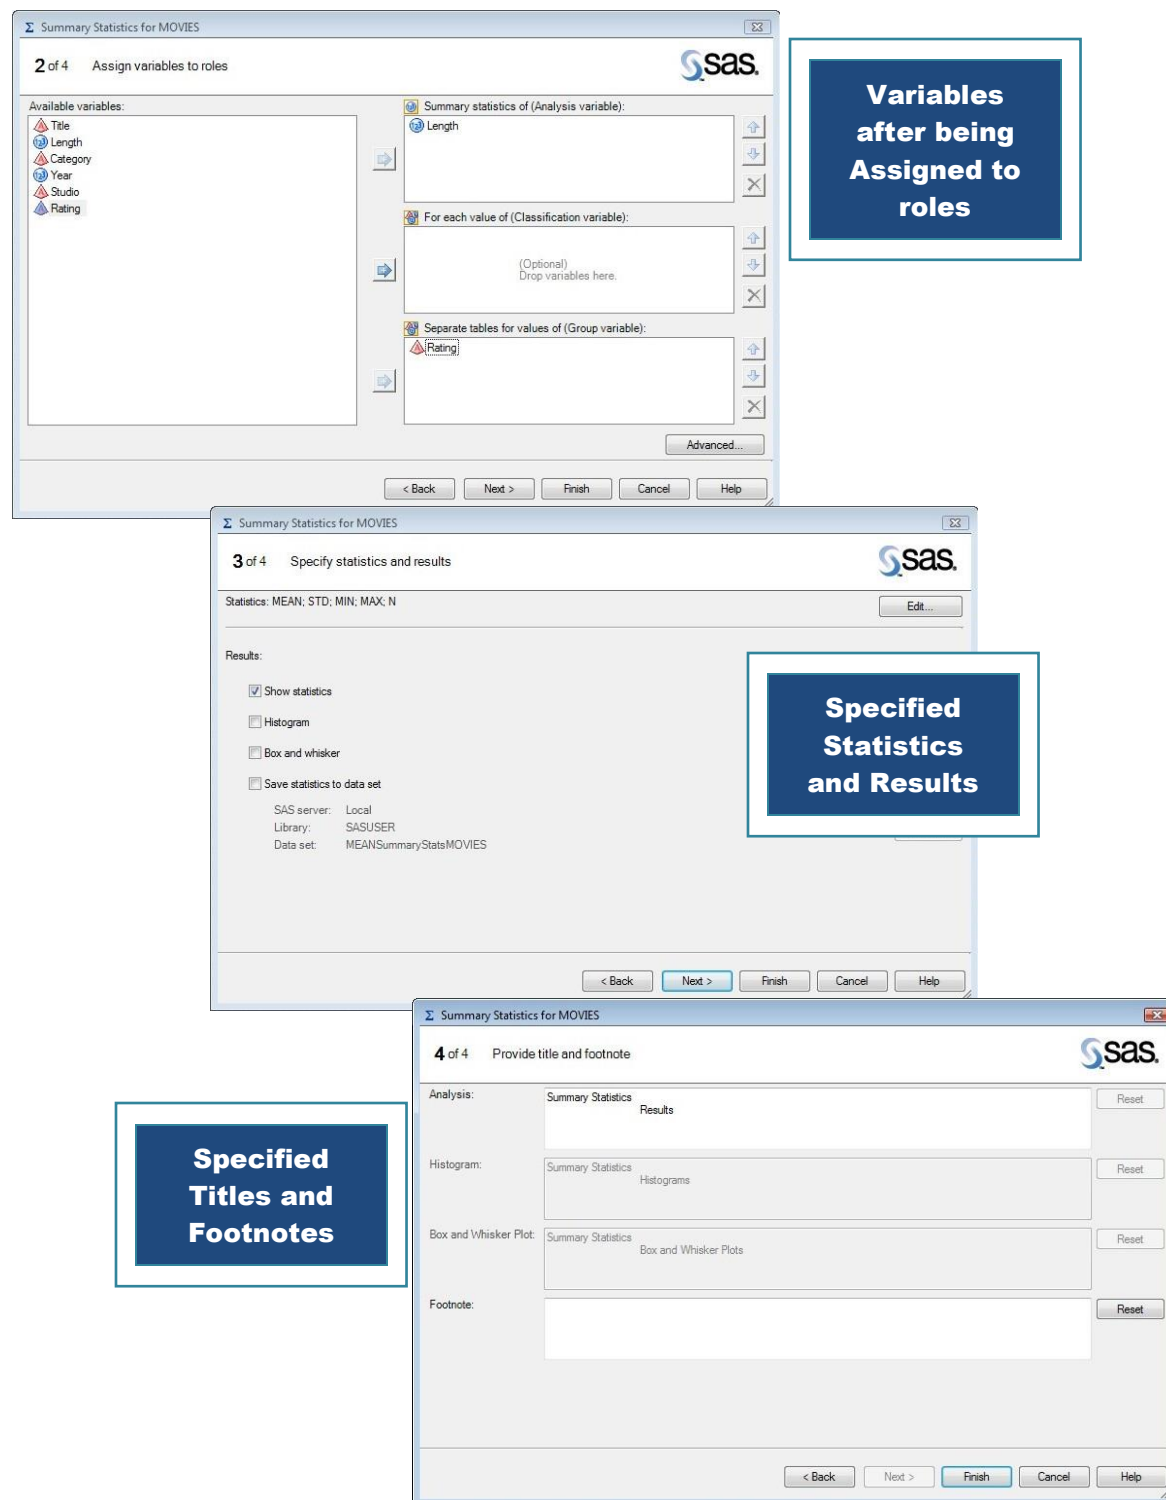 Summary Statistics for MOVIES
2 of 4 Assign variables to roles
sas.
Available variables:
Title
Length
Category
Year
Studio
Rating
Summary statistics of (Analysis variable):
Length
For each value of (Classification variable):
(Optional)
Drop variables here.
Separate tables for values of (Group variable):
Rating
Advanced...
< Back Next > Finish Cancel Help
Variables
after being
Assigned to
roles
Σ Summary Statistics for MOVIES
3 of 4 Specify statistics and results
sas.
Statistics: MEAN; STD; MIN; MAX; N
Edit...
Results:
Show statistics
Histogram
Box and whisker
Save statistics to data set
SAS server: Local
Library: SASUSER
Data set: MEANSummaryStatsMOVIES
< Back Next > Finish Cancel Help
Specified
Statistics
and Results
Σ Summary Statistics for MOVIES
4 of 4 Provide title and footnote
sas.
Analysis: Summary Statistics Reset
Results
Histogram: Summary Statistics Reset
Histograms
Box and Whisker Plot: Summary Statistics Reset
Box and Whisker Plots
Footnote: Reset
< Back Next > Finish Cancel Help
Specified
Titles and
Footnotes